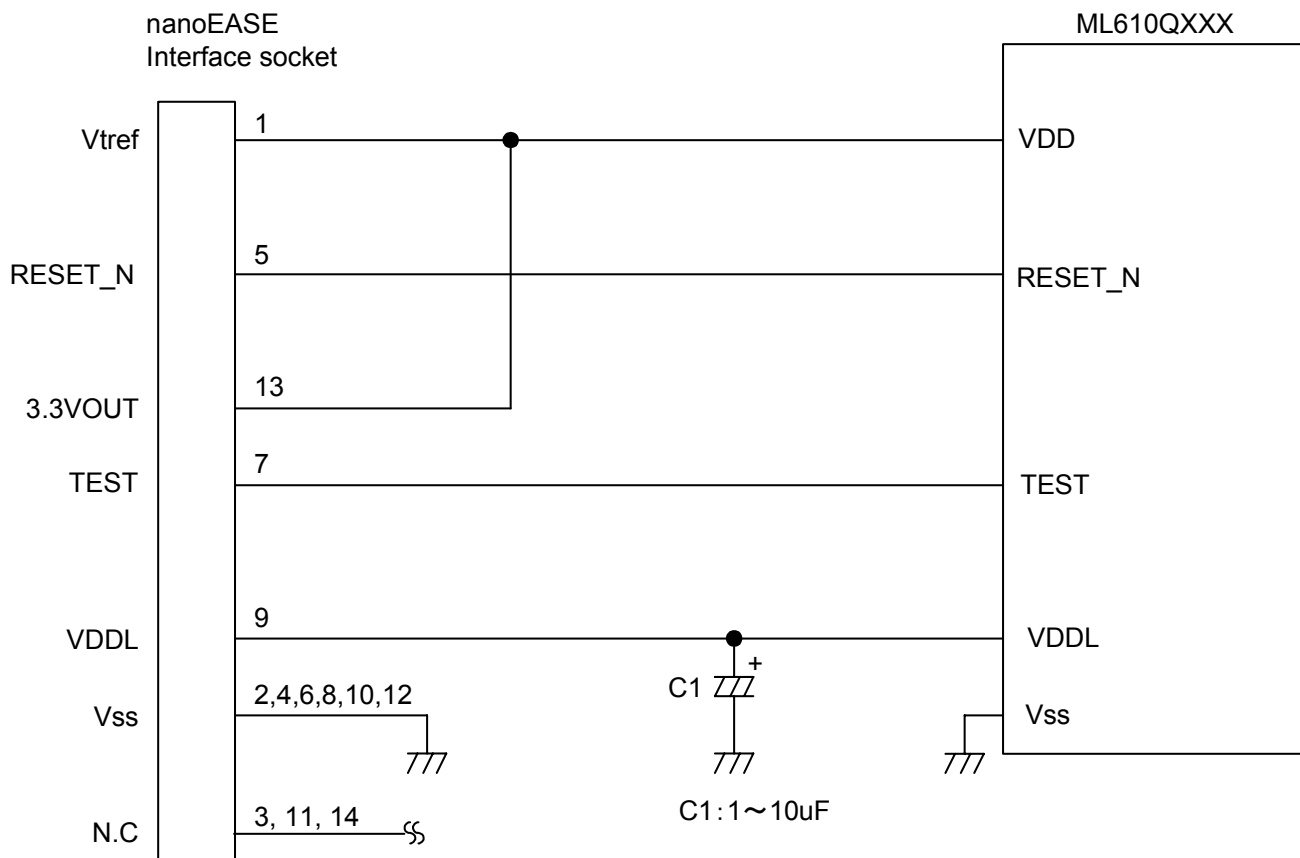 nanoEASE
Interface socket
ML610QXXX
Vtref
1
VDD
RESET_N
5
RESET_N
3.3VOUT
13
TEST
7
TEST
VDDL
9
VDDL
C1
+
Vss
2,4,6,8,10,12
Vss
C1:1～10uF
N.C
3, 11, 14